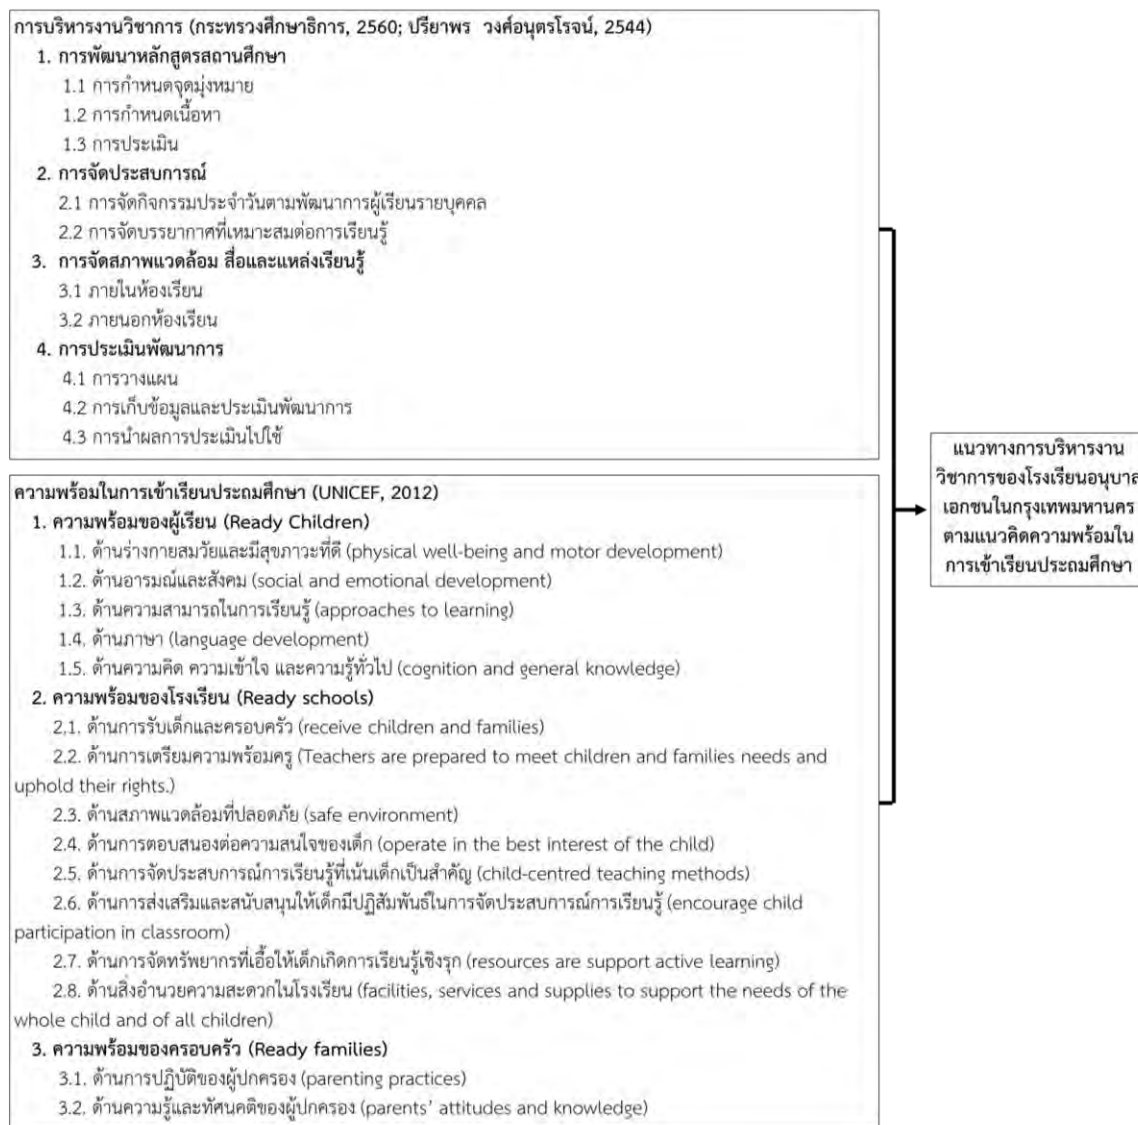 การบริหารงานวิชาการ (กระทรวงศึกษาธิการ, 2560; ปรียาพร วงศ์อนุตรโรจน์, 2544)
1. การพัฒนาหลักสูตรสถานศึกษา
1.1 การกำหนดจุดมุ่งหมาย
1.2 การกำหนดเนื้อหา
1.3 การประเมิน
2. การจัดประสบการณ์
2.1 การจัดกิจกรรมประจำวันตามพัฒนาการผู้เรียนรายบุคคล
2.2 การจัดบรรยากาศที่เหมาะสมต่อการเรียนรู้
3. การจัดสภาพแวดล้อม สื่อและแหล่งเรียนรู้
3.1 ภายในห้องเรียน
3.2 ภายนอกห้องเรียน
4. การประเมินพัฒนาการ
4.1 การวางแผน
4.2 การเก็บข้อมูลและประเมินพัฒนาการ
4.3 การนำผลการประเมินไปใช้
ความพร้อมในการเข้าเรียนประถมศึกษา (UNICEF, 2012)
1. ความพร้อมของผู้เรียน (Ready Children)
1.1. ด้านร่างกายสมวัยและมีสุขภาวะที่ดี (physical well-being and motor development)
1.2. ด้านอารมณ์และสังคม (social and emotional development)
1.3. ด้านความสามารถในการเรียนรู้ (approaches to learning)
1.4. ด้านภาษา (language development)
1.5. ด้านความคิด ความเข้าใจ และความรู้ทั่วไป (cognition and general knowledge)
2. ความพร้อมของโรงเรียน (Ready schools)
2.1. ด้านการรับเด็กและครอบครัว (receive children and families)
2.2. ด้านการเตรียมความพร้อมครู (Teachers are prepared to meet children and families needs and
uphold their rights.)
2.3. ด้านสภาพแวดล้อมที่ปลอดภัย (safe environment)
2.4. ด้านการตอบสนองต่อความสนใจของเด็ก (operate in the best interest of the child)
2.5. ด้านการจัดประสบการณ์การเรียนรู้ที่เน้นเด็กเป็นสำคัญ (child-centred teaching methods)
2.6. ด้านการส่งเสริมและสนับสนุนให้เด็กมีปฏิสัมพันธ์ในการจัดประสบการณ์การเรียนรู้ (encourage child
participation in classroom)
2.7. ด้านการจัดทรัพยากรที่เอื้อให้เด็กเกิดการเรียนรู้เชิงรุก (resources are support active learning)
2.8. ด้านสิ่งอำนวยความสะดวกในโรงเรียน (facilities, services and supplies to support the needs of the
whole child and of all children)
3. ความพร้อมของครอบครัว (Ready families)
3.1. ด้านการปฏิบัติของผู้ปกครอง (parenting practices)
3.2. ด้านความรู้และทัศนคติของผู้ปกครอง (parents' attitudes and knowledge)
แนวทางการบริหารงาน
วิชาการของโรงเรียนอนุบาล
เอกชนในกรุงเทพมหานคร
ตามแนวคิดความพร้อมใน
การเข้าเรียนประถมศึกษา